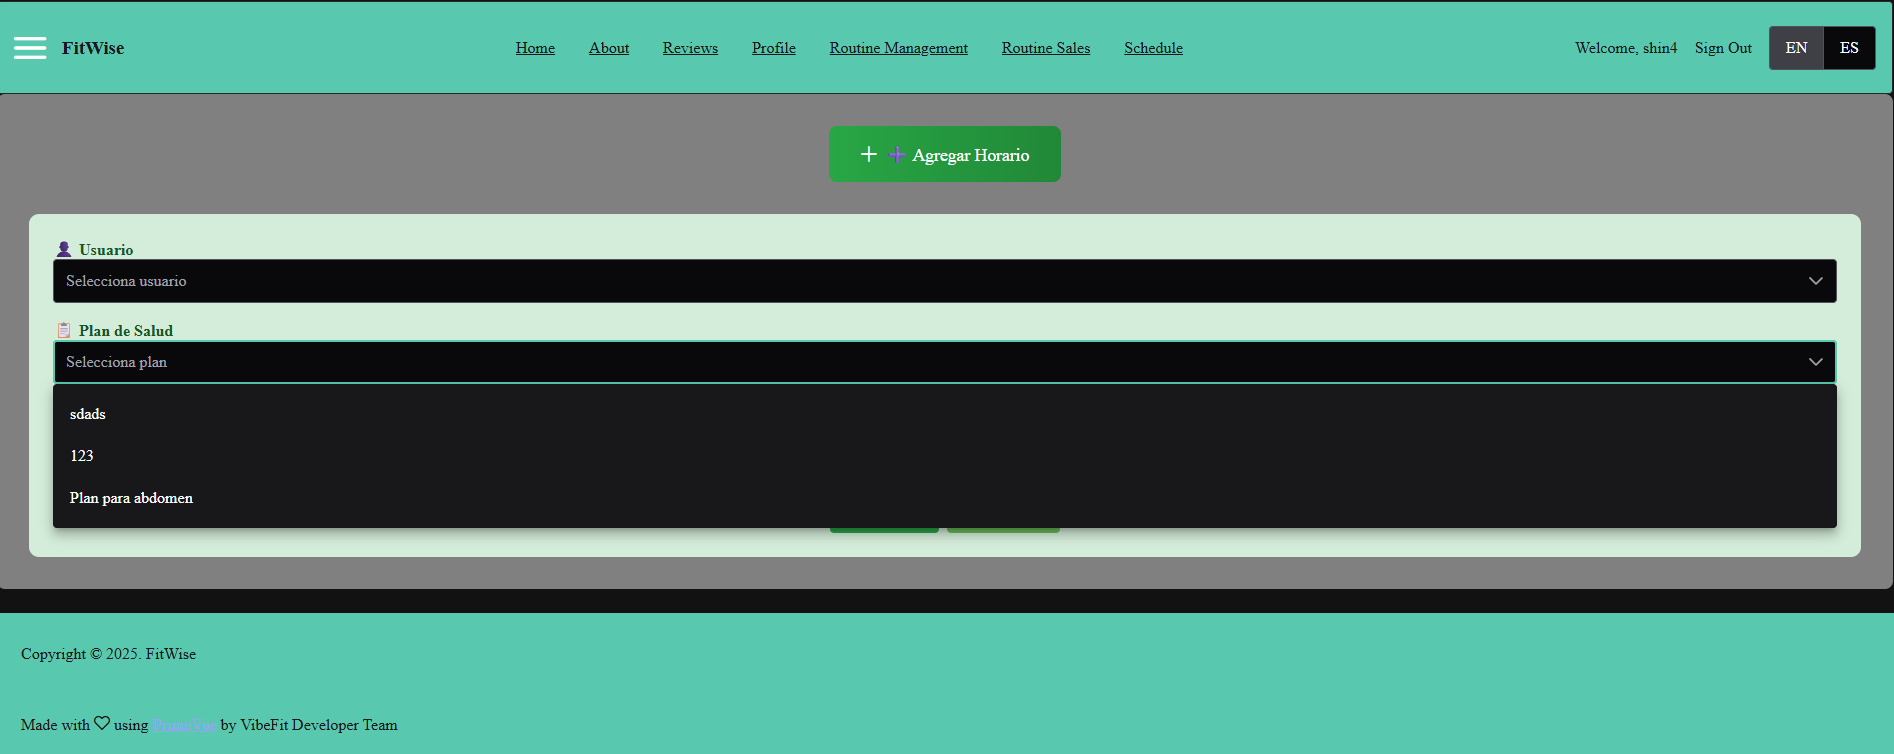 FitWise
Home About Reviews Profile Routine Management Routine Sales Schedule
Welcome, shin4 Sign Out EN ES
Agregar Horario
Usuario
Selecciona usuario
Plan de Salud
Selecciona plan
sdads
123
Plan para abdomen
Copyright © 2025. FitWise
Made with ♡ using PrimeVue by VibeFit Developer Team